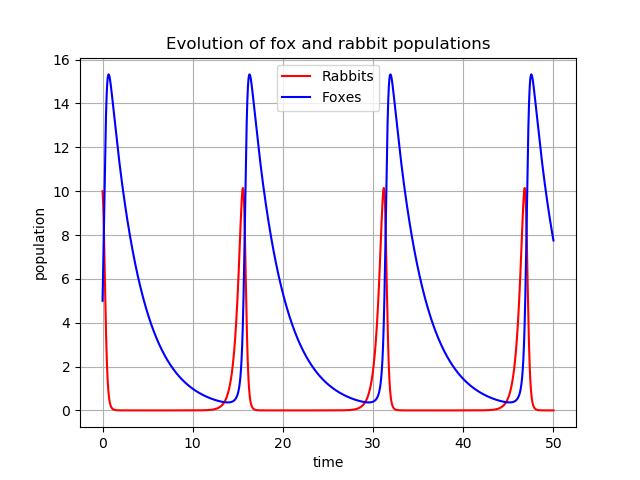 Evolution of fox and rabbit populations
16
14
12
10
8
6
4
2
0
population
Rabbits
Foxes
0 10 20 30 40 50
time